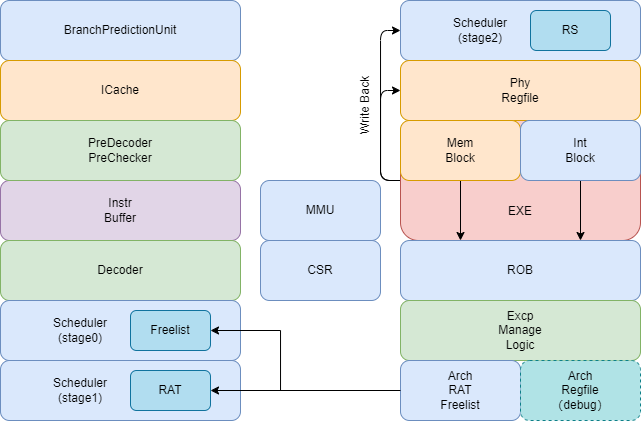 BranchPredictionUnit
ICache
PreDecoder
PreChecker
Instr
Buffer
Decoder
Scheduler
(stage0)
Freelist
Scheduler
(stage1)
RAT
MMU
CSR
Write Back
Scheduler
(stage2)
RS
Phy
Regfile
Mem
Block
Int
Block
EXE
ROB
Excp
Manage
Logic
Arch
RAT
Freelist
Arch
Regfile
(debug)